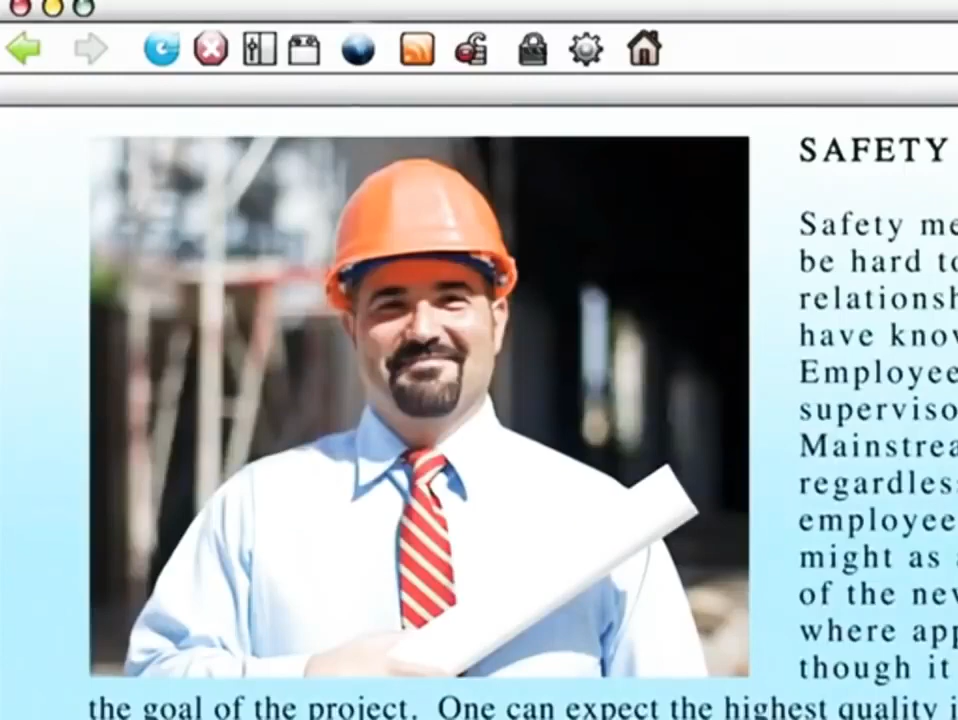 SAFETY
Safety me
be hard to
relationsh
have know
Employee
superviso
Mainstrea
regardless
employee
might as a
of the new
where app
though it
the goal of the project. One can expect the highest quality i